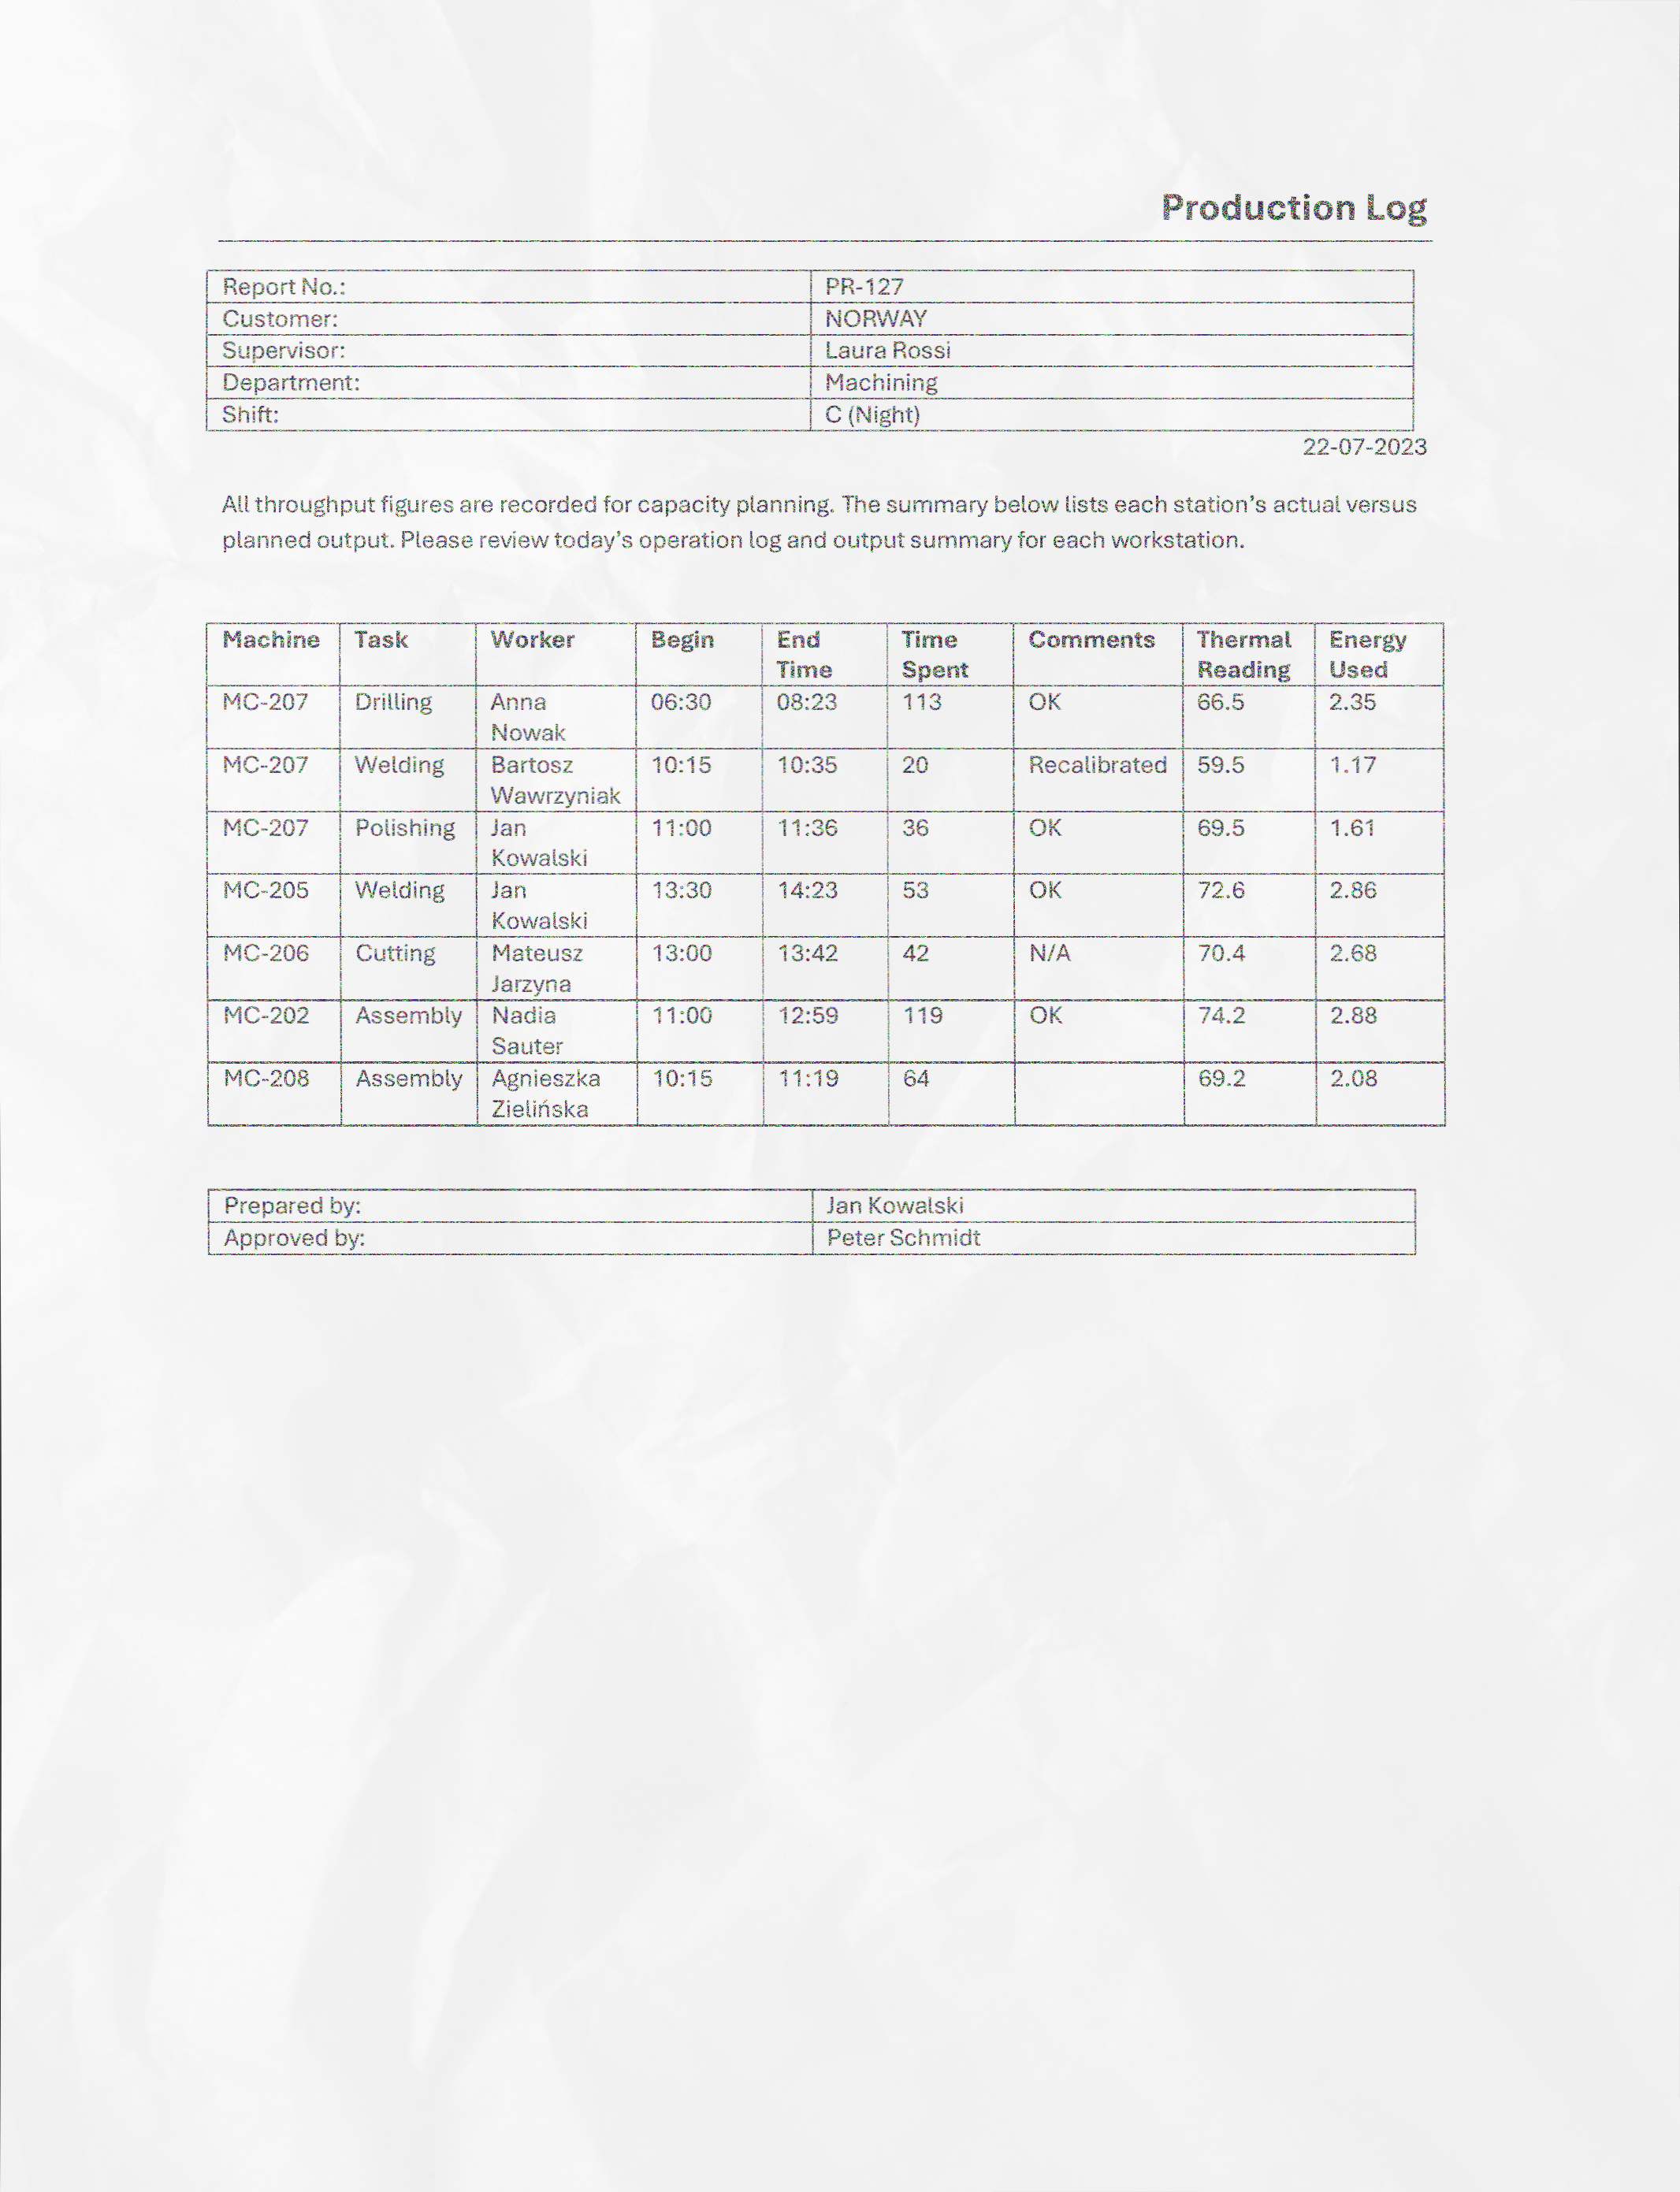 Production Log
Report No.: PR-127
Customer: NORWAY
Supervisor: Laura Rossi
Department: Machining
Shift: C (Night)
22-07-2023
All throughput figures are recorded for capacity planning. The summary below lists each station's actual versus
planned output. Please review today's operation log and output summary for each workstation.
Machine Task Worker Begin End Time Comments Thermal Energy
Time Spent Reading Used
MC-207 Drilling Anna 06:30 08:23 113 OK 66.5 2.35
Nowak
MC-207 Welding Bartosz 10:15 10:35 20 Recalibrated 59.5 1.17
Wawrzyniak
MC-207 Polishing Jan 11:00 11:36 36 OK 69.5 1.61
Kowalski
MC-205 Welding Jan 13:30 14:23 53 OK 72.6 2.86
Kowalski
MC-206 Cutting Mateusz 13:00 13:42 42 N/A 70.4 2.68
Jarzyna
MC-202 Assembly Nadia 11:00 12:59 119 OK 74.2 2.88
Sauter
MC-208 Assembly Agnieszka 10:15 11:19 64 69.2 2.08
Zielińska
Prepared by: Jan Kowalski
Approved by: Peter Schmidt